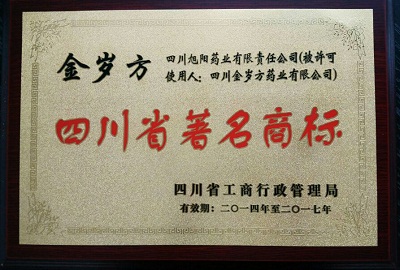 金岁方
四川旭阳药业有限责任公司(被许可
使用人：四川金岁方药业有限公司)
四川省著名商标
四川省工商行政管理局
有效期：二〇一四年至二〇一七年